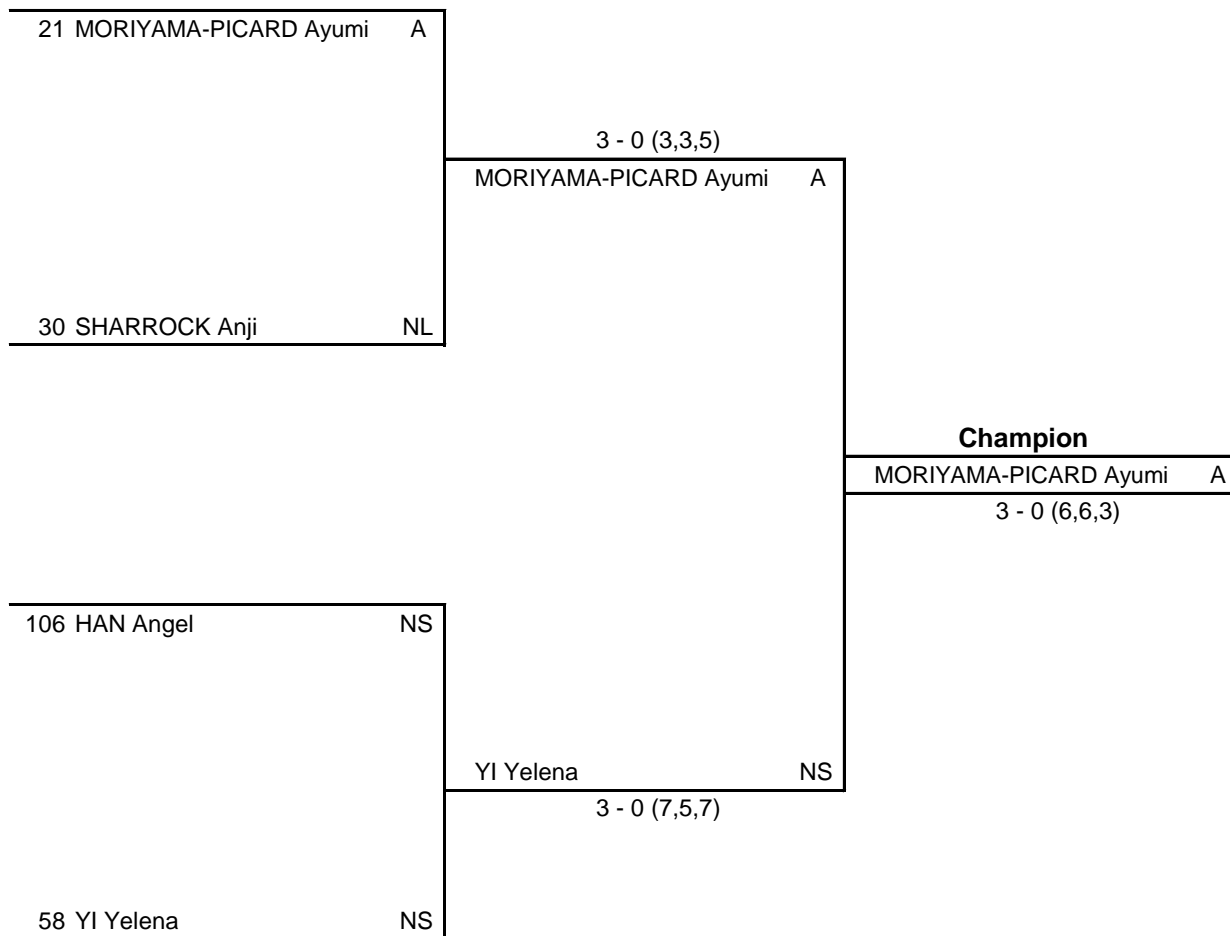 21 MORIYAMA-PICARD Ayumi A
3 - 0 (3,3,5)
MORIYAMA-PICARD Ayumi A
30 SHARROCK Anji NL
Champion
MORIYAMA-PICARD Ayumi A
3 - 0 (6,6,3)
106 HAN Angel NS
YI Yelena NS
3 - 0 (7,5,7)
58 YI Yelena NS